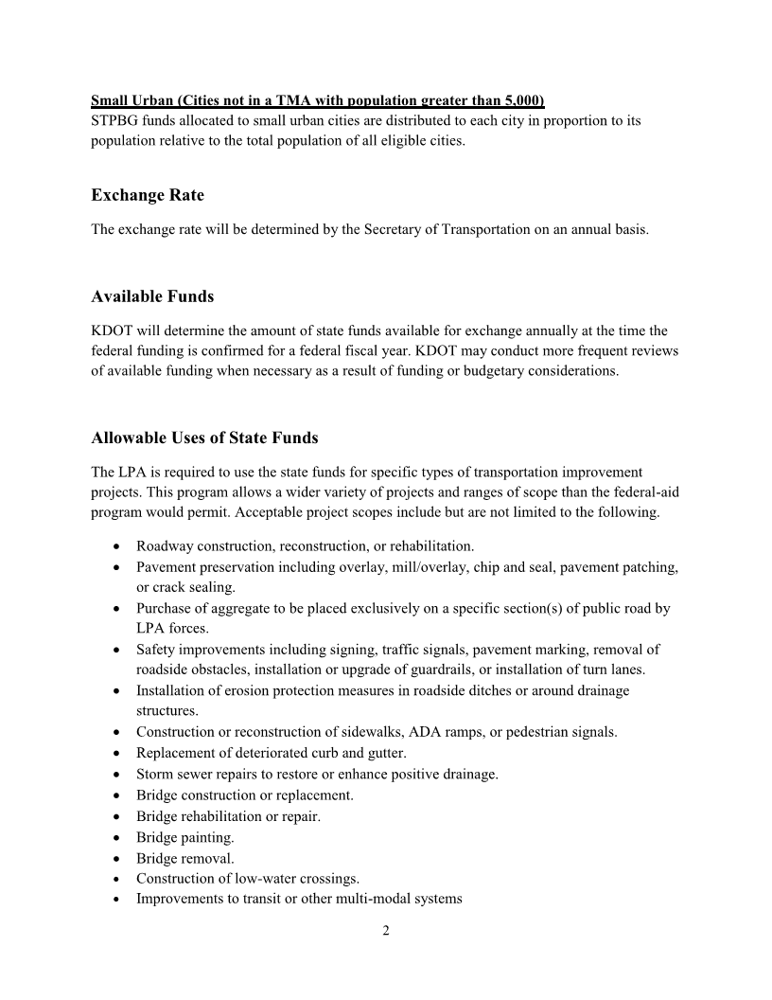 Small Urban (Cities not in a TMA with population greater than 5,000)
STPBG funds allocated to small urban cities are distributed to each city in proportion to its
population relative to the total population of all eligible cities.
Exchange Rate
The exchange rate will be determined by the Secretary of Transportation on an annual basis.
Available Funds
KDOT will determine the amount of state funds available for exchange annually at the time the
federal funding is confirmed for a federal fiscal year. KDOT may conduct more frequent reviews
of available funding when necessary as a result of funding or budgetary considerations.
Allowable Uses of State Funds
The LPA is required to use the state funds for specific types of transportation improvement
projects. This program allows a wider variety of projects and ranges of scope than the federal-aid
program would permit. Acceptable project scopes include but are not limited to the following.
• Roadway construction, reconstruction, or rehabilitation.
• Pavement preservation including overlay, mill/overlay, chip and seal, pavement patching,
or crack sealing.
• Purchase of aggregate to be placed exclusively on a specific section(s) of public road by
LPA forces.
• Safety improvements including signing, traffic signals, pavement marking, removal of
roadside obstacles, installation or upgrade of guardrails, or installation of turn lanes.
• Installation of erosion protection measures in roadside ditches or around drainage
structures.
• Construction or reconstruction of sidewalks, ADA ramps, or pedestrian signals.
• Replacement of deteriorated curb and gutter.
• Storm sewer repairs to restore or enhance positive drainage.
• Bridge construction or replacement.
• Bridge rehabilitation or repair.
• Bridge painting.
• Bridge removal.
• Construction of low-water crossings.
• Improvements to transit or other multi-modal systems
2